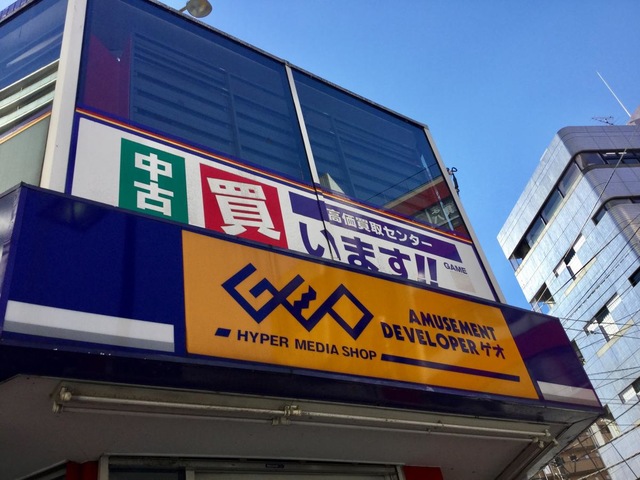 中古
買います!!
高価買取センター
GAME
GEO
HYPER MEDIA SHOP
AMUSEMENT
DEVELOPER ゲオ